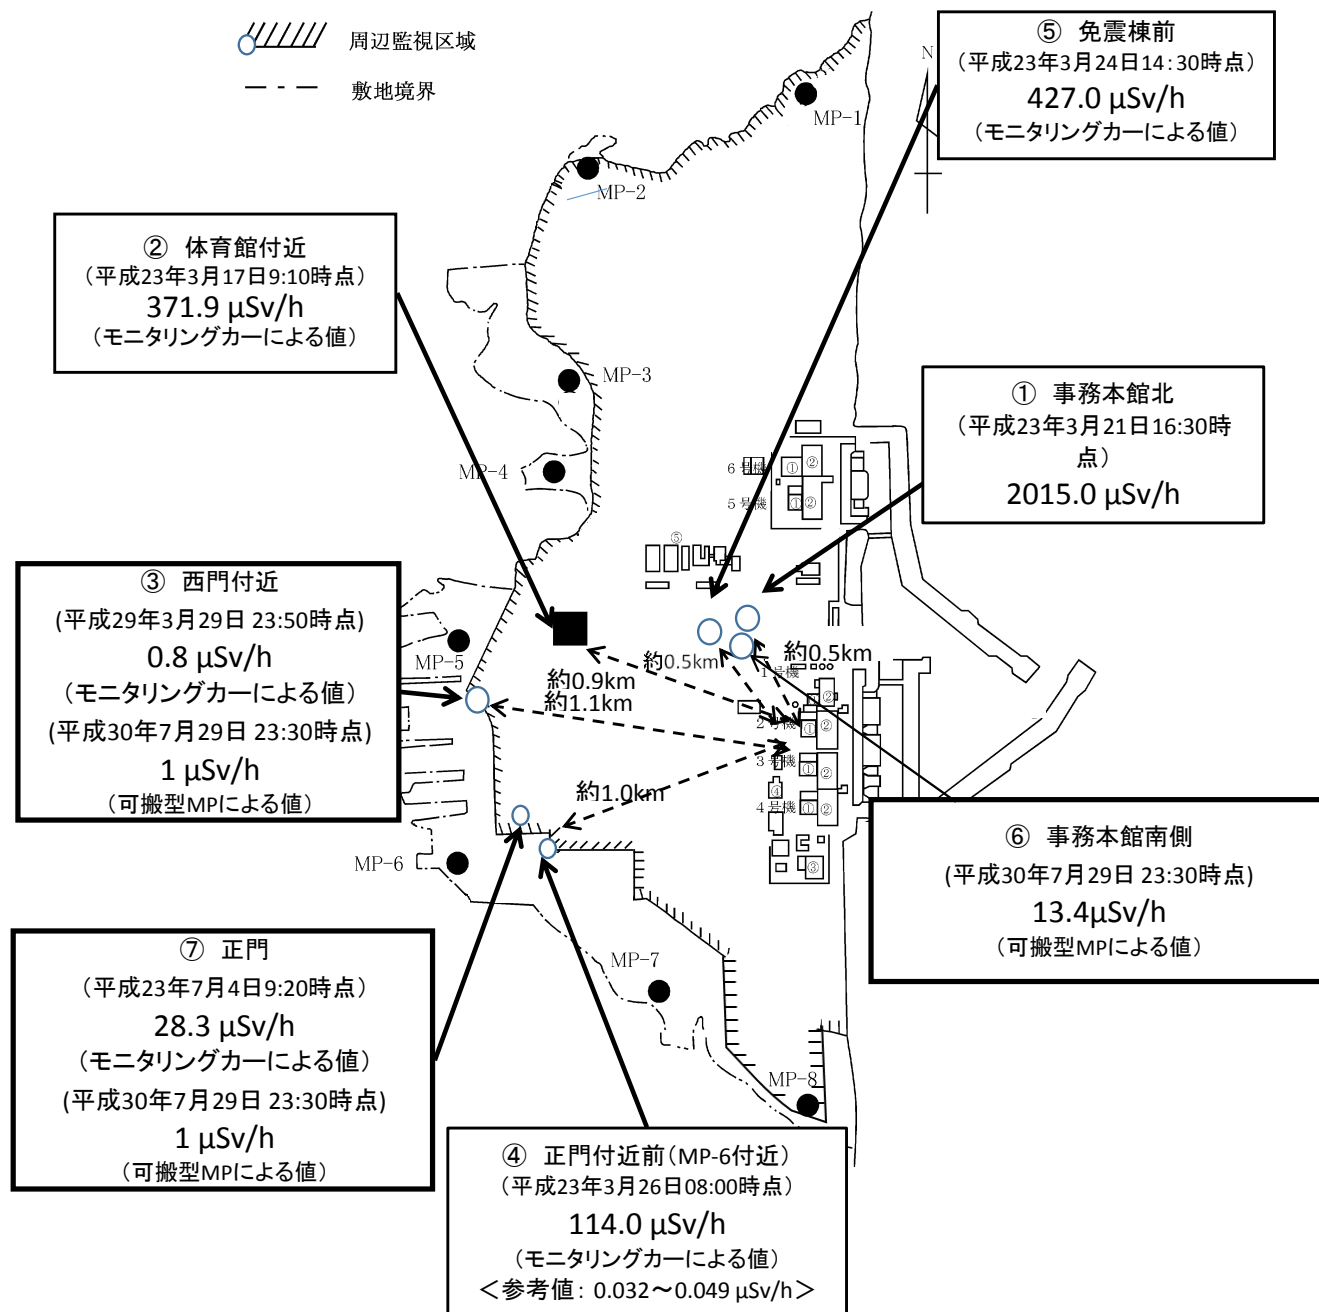 周辺監視区域
敷地境界
⑤ 免震棟前
(平成23年3月24日14:30時点)
427.0 μSv/h
(モニタリングカーによる値)
N
MP-1
MP-2
② 体育館付近
(平成23年3月17日9:10時点)
371.9 μSv/h
(モニタリングカーによる値)
MP-3
① 事務本館北
(平成23年3月21日16:30時
点)
2015.0 μSv/h
MP-4
6号機
①
②
5号機
①
②
⑤
③ 西門付近
(平成29年3月29日 23:50時点)
0.8 μSv/h
(モニタリングカーによる値)
(平成30年7月29日 23:30時点)
1 μSv/h
(可搬型MPによる値)
MP-5
約0.5km
約0.5km
約0.9km
約1.1km
1号機
②
2号機
①
②
3号機
①
②
約1.0km
④
4号機
①
②
③
MP-6
⑥ 事務本館南側
(平成30年7月29日 23:30時点)
13.4μSv/h
(可搬型MPによる値)
⑦ 正門
(平成23年7月4日9:20時点)
28.3 μSv/h
(モニタリングカーによる値)
(平成30年7月29日 23:30時点)
1 μSv/h
(可搬型MPによる値)
MP-7
MP-8
④ 正門付近前(MP-6付近)
(平成23年3月26日08:00時点)
114.0 μSv/h
(モニタリングカーによる値)
<参考値: 0.032～0.049 μSv/h>